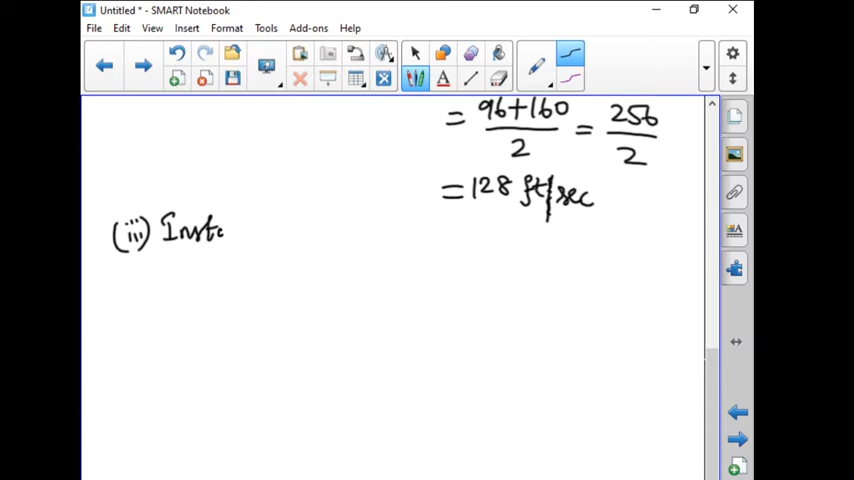 Untitled * - SMART Notebook
File Edit View Insert Format Tools Add-ons Help
= 96+160 / 2 = 256 / 2
= 128 ft/sec
(iii) Insta